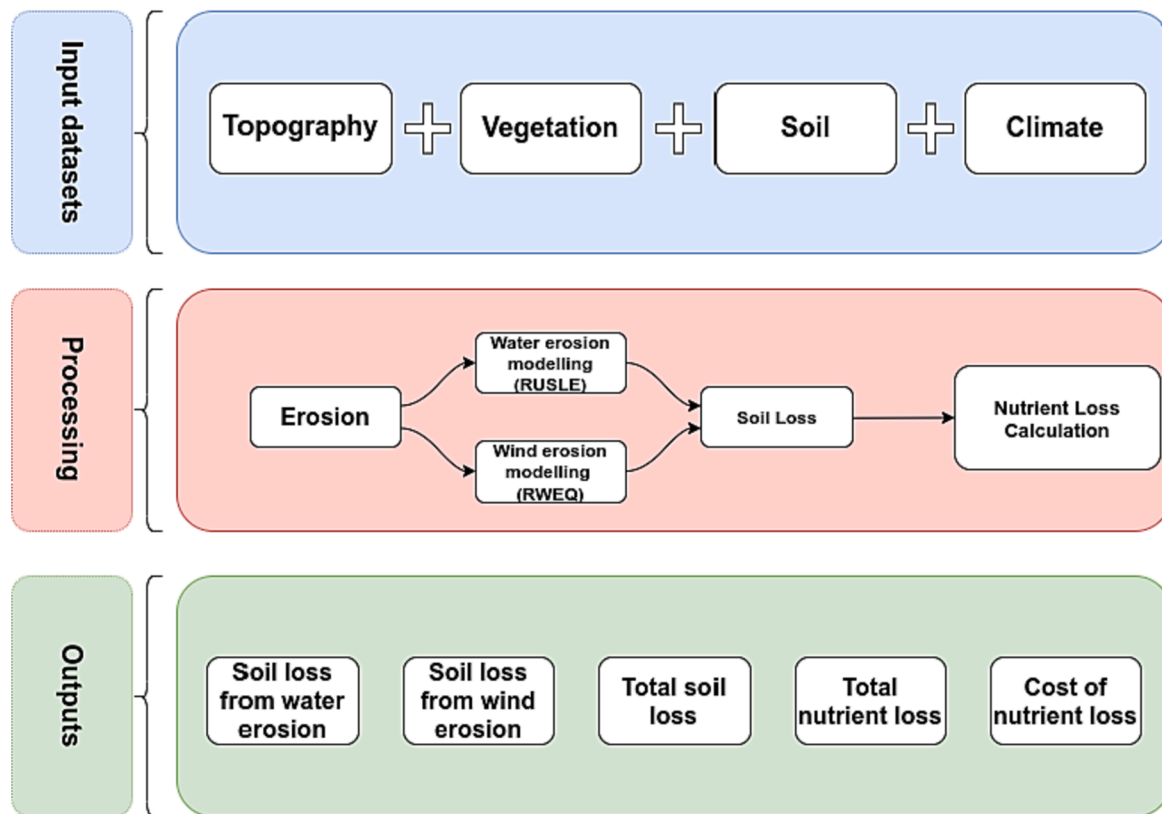 Input datasets
Topography
Vegetation
Soil
Climate
Processing
Erosion
Water erosion
modelling
(RUSLE)
Wind erosion
modelling
(RWEQ)
Soil Loss
Nutrient Loss
Calculation
Outputs
Soil loss
from water
erosion
Soil loss
from wind
erosion
Total soil
loss
Total
nutrient loss
Cost of
nutrient loss